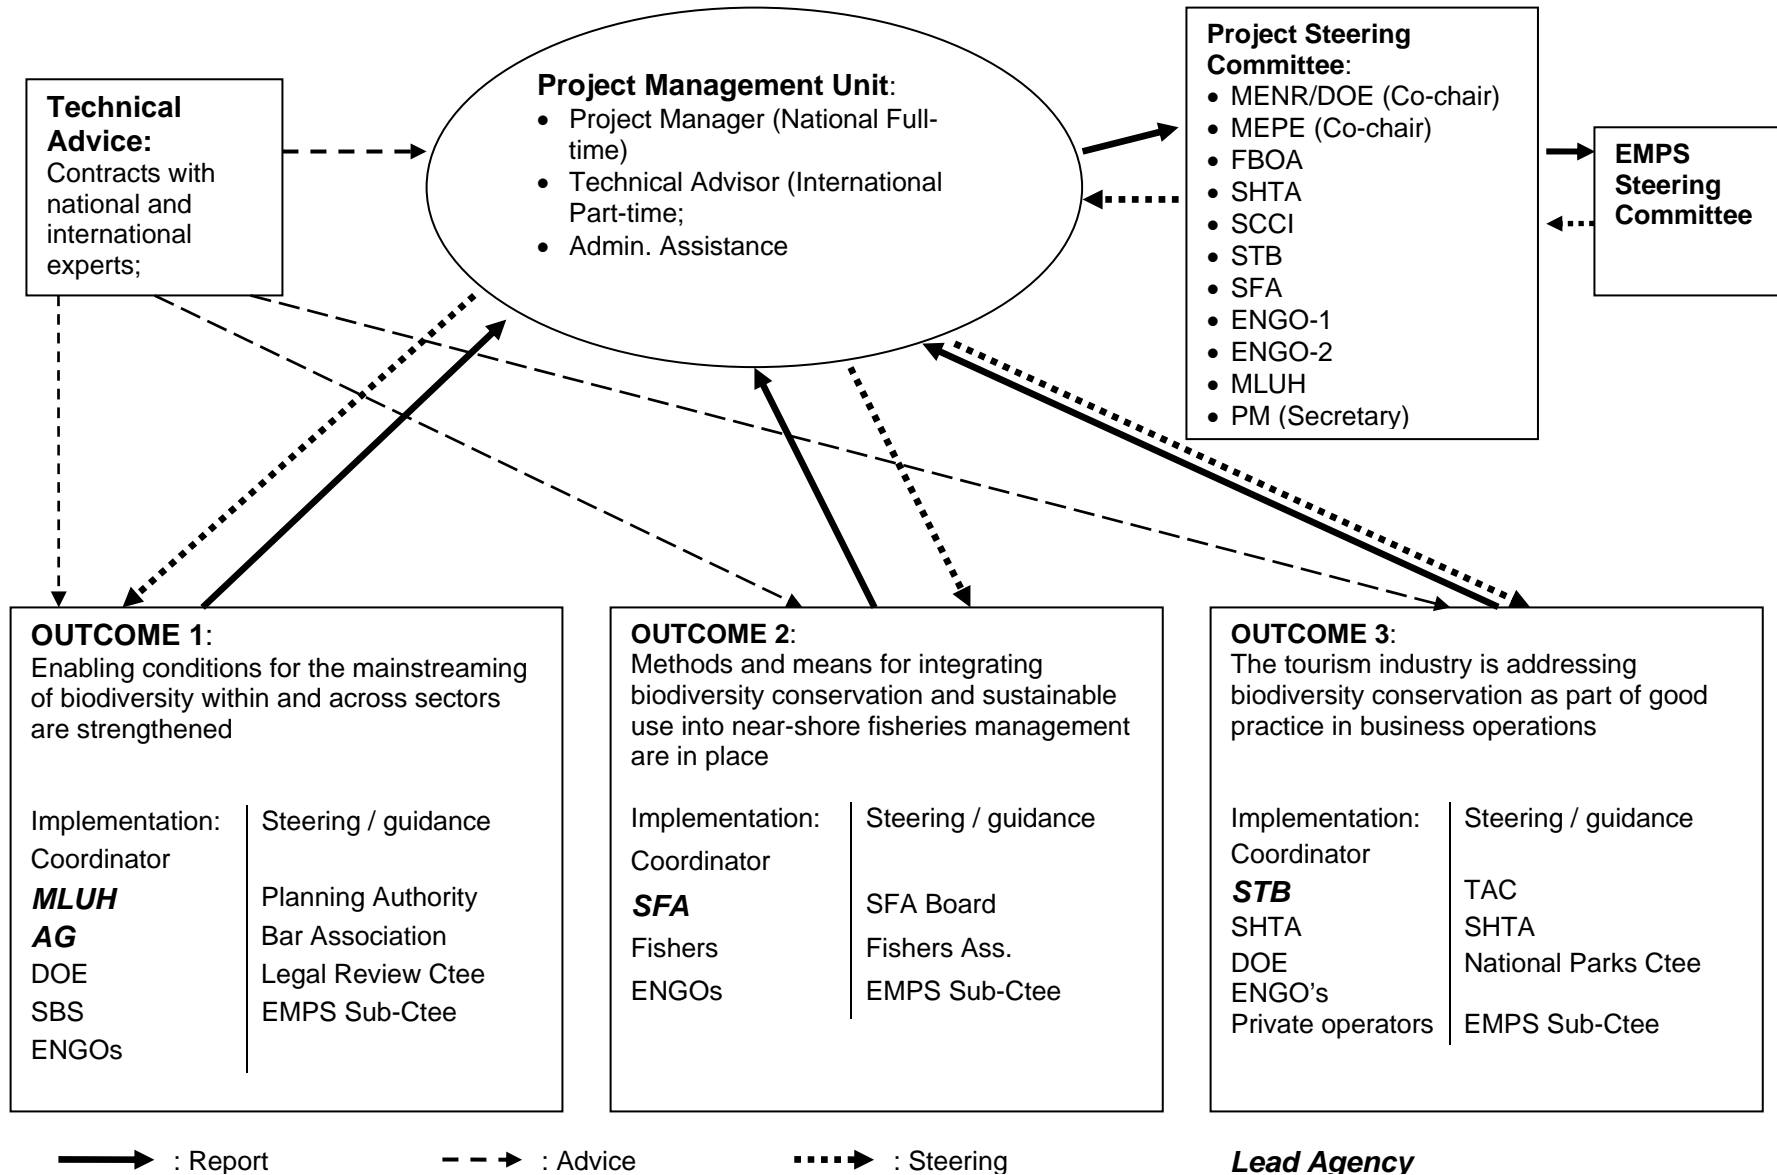 Technical
Advice:
Contracts with
national and
international
experts;
Project Management Unit:
• Project Manager (National Full-
time)
• Technical Advisor (International
Part-time;
• Admin. Assistance
Project Steering
Committee:
• MENR/DOE (Co-chair)
• MEPE (Co-chair)
• FBOA
• SHTA
• SCCI
• STB
• SFA
• ENGO-1
• ENGO-2
• MLUH
• PM (Secretary)
EMPS
Steering
Committee
OUTCOME 1:
Enabling conditions for the mainstreaming
of biodiversity within and across sectors
are strengthened
Implementation: Steering / guidance
Coordinator
MLUH Planning Authority
AG Bar Association
DOE Legal Review Ctee
SBS EMPS Sub-Ctee
ENGOs
OUTCOME 2:
Methods and means for integrating
biodiversity conservation and sustainable
use into near-shore fisheries management
are in place
Implementation: Steering / guidance
Coordinator
SFA SFA Board
Fishers Fishers Ass.
ENGOs EMPS Sub-Ctee
OUTCOME 3:
The tourism industry is addressing
biodiversity conservation as part of good
practice in business operations
Implementation: Steering / guidance
Coordinator
STB TAC
SHTA SHTA
DOE National Parks Ctee
ENGO's
Private operators EMPS Sub-Ctee
: Report : Advice : Steering Lead Agency